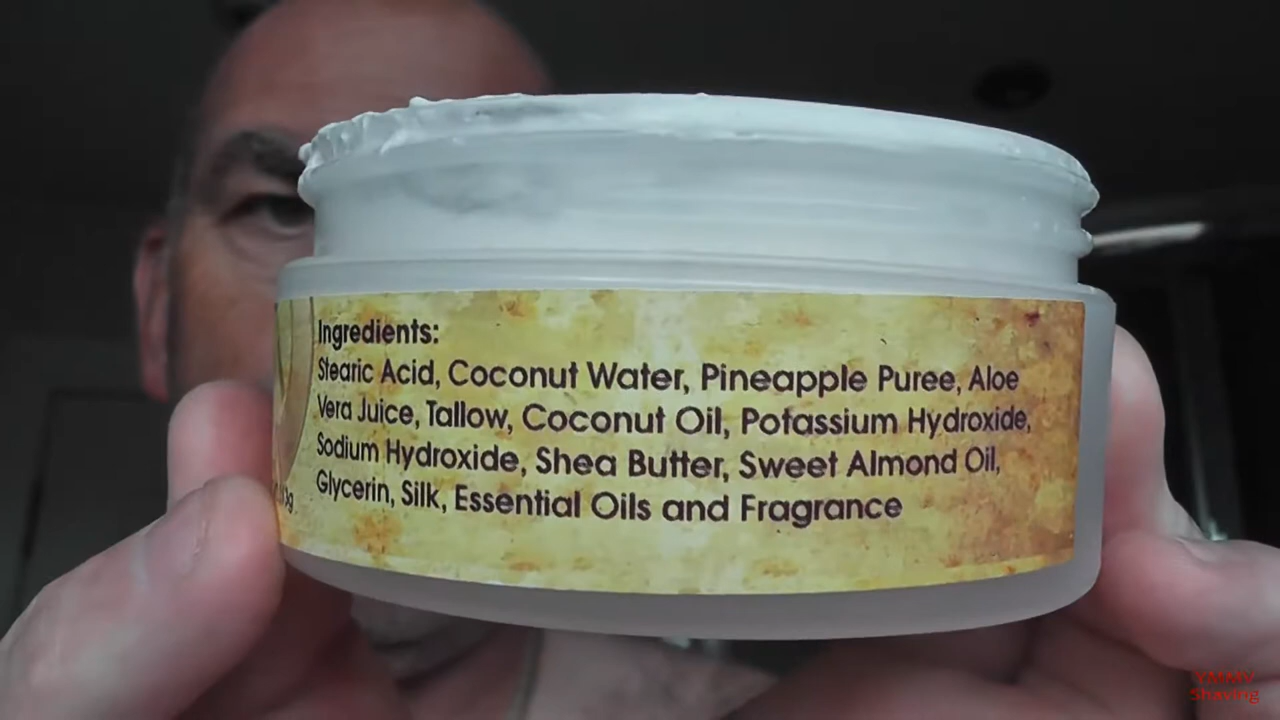 Ingredients:
Stearic Acid, Coconut Water, Pineapple Puree, Aloe
Vera Juice, Tallow, Coconut Oil, Potassium Hydroxide,
Sodium Hydroxide, Shea Butter, Sweet Almond Oil,
Glycerin, Silk, Essential Oils and Fragrance
YMMV
Shaving